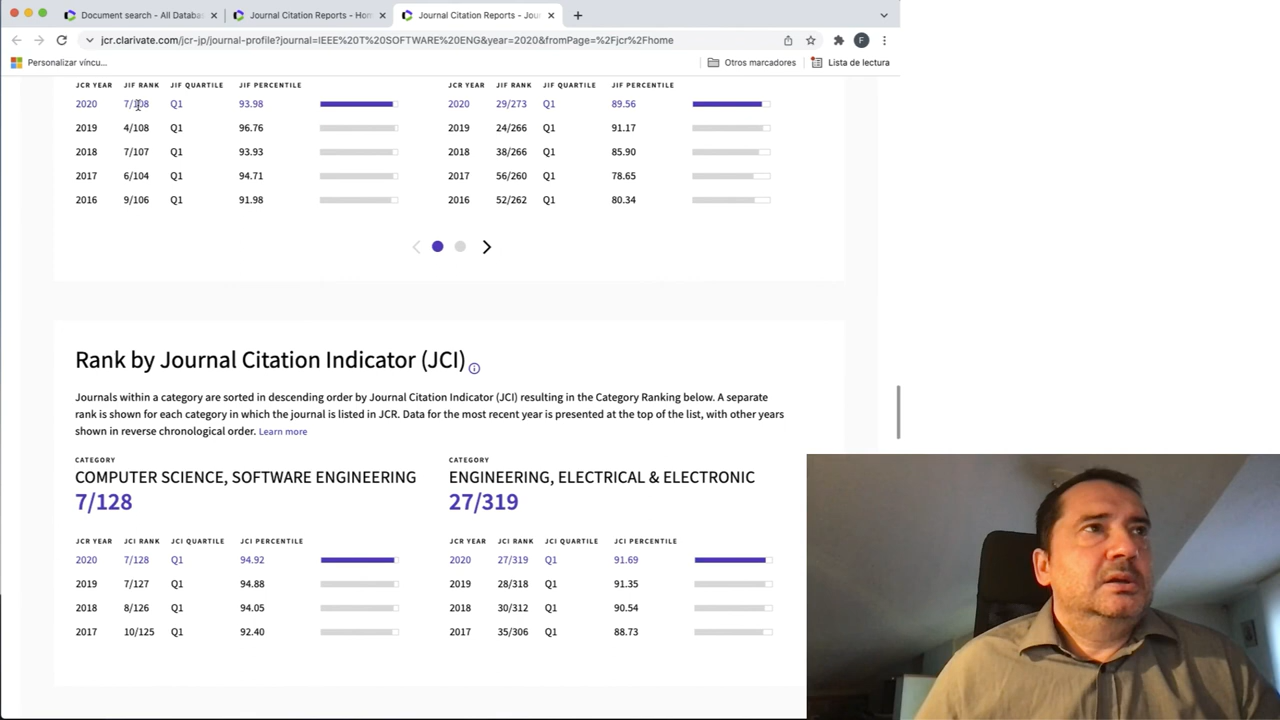 Document search - All Databa
Journal Citation Reports - Hom
Journal Citation Reports - Jou
jcr.clarivate.com/jcr-jp/journal-profile?journal=IEEE%20T%20SOFTWARE%20ENG&year=2020&fromPage=%2Fjcr%2Fhome
F
Personalizar víncu...
Otros marcadores
Lista de lectura
JCR YEAR JIF RANK JIF QUARTILE JIF PERCENTILE
2020 7/108 Q1 93.98
2019 4/108 Q1 96.76
2018 7/107 Q1 93.93
2017 6/104 Q1 94.71
2016 9/106 Q1 91.98
JCR YEAR JIF RANK JIF QUARTILE JIF PERCENTILE
2020 29/273 Q1 89.56
2019 24/266 Q1 91.17
2018 38/266 Q1 85.90
2017 56/260 Q1 78.65
2016 52/262 Q1 80.34
Rank by Journal Citation Indicator (JCI)
Journals within a category are sorted in descending order by Journal Citation Indicator (JCI) resulting in the Category Ranking below. A separate
rank is shown for each category in which the journal is listed in JCR. Data for the most recent year is presented at the top of the list, with other years
shown in reverse chronological order. Learn more
CATEGORY
COMPUTER SCIENCE, SOFTWARE ENGINEERING
7/128
JCR YEAR JCI RANK JCI QUARTILE JCI PERCENTILE
2020 7/128 Q1 94.92
2019 7/127 Q1 94.88
2018 8/126 Q1 94.05
2017 10/125 Q1 92.40
CATEGORY
ENGINEERING, ELECTRICAL & ELECTRONIC
27/319
JCR YEAR JCI RANK JCI QUARTILE JCI PERCENTILE
2020 27/319 Q1 91.69
2019 28/318 Q1 91.35
2018 30/312 Q1 90.54
2017 35/306 Q1 88.73